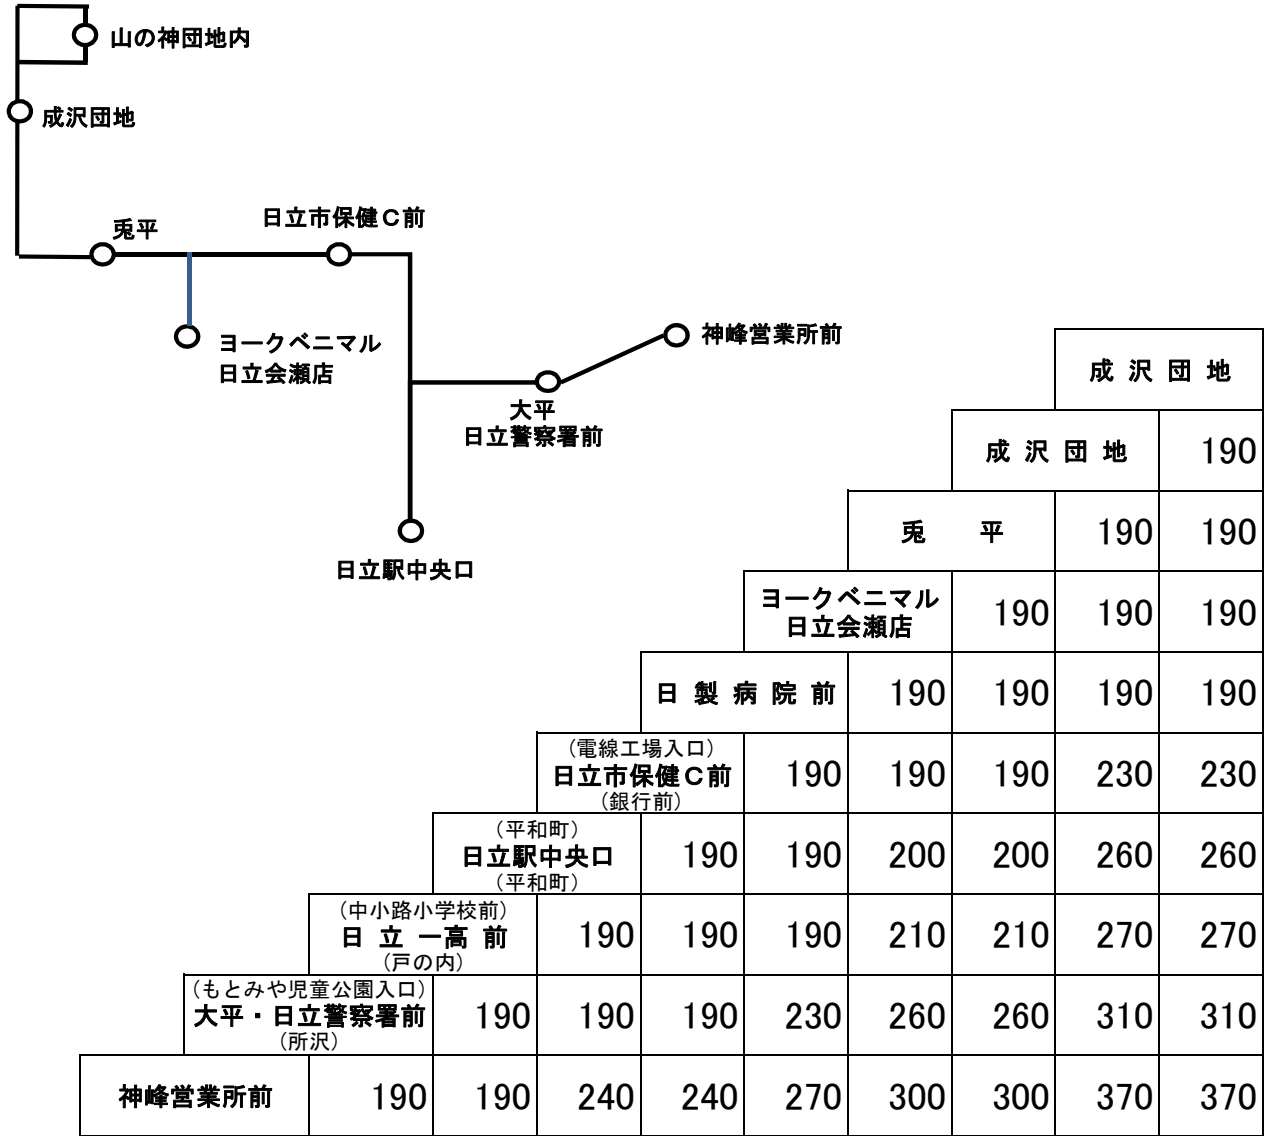 山の神団地内
成沢団地
兎平
日立市保健C前
ヨークベニマル
日立会瀬店
神峰営業所前
大平
日立警察署前
日立駅中央口
成沢団地
成沢団地 190
兎平 190 190
ヨークベニマル
日立会瀬店 190 190 190
日製病院前 190 190 190 190
（電線工場入口）
日立市保健C前 190 190 190 230 230
（銀行前）
（平和町）
日立駅中央口 190 190 200 200 260 260
（平和町）
（中小路小学校前）
日立一高前 190 190 190 210 210 270 270
（戸の内）
（もとみや児童公園入口）
大平・日立警察署前 190 190 190 230 260 260 310 310
（所沢）
神峰営業所前 190 190 240 240 270 300 300 370 370